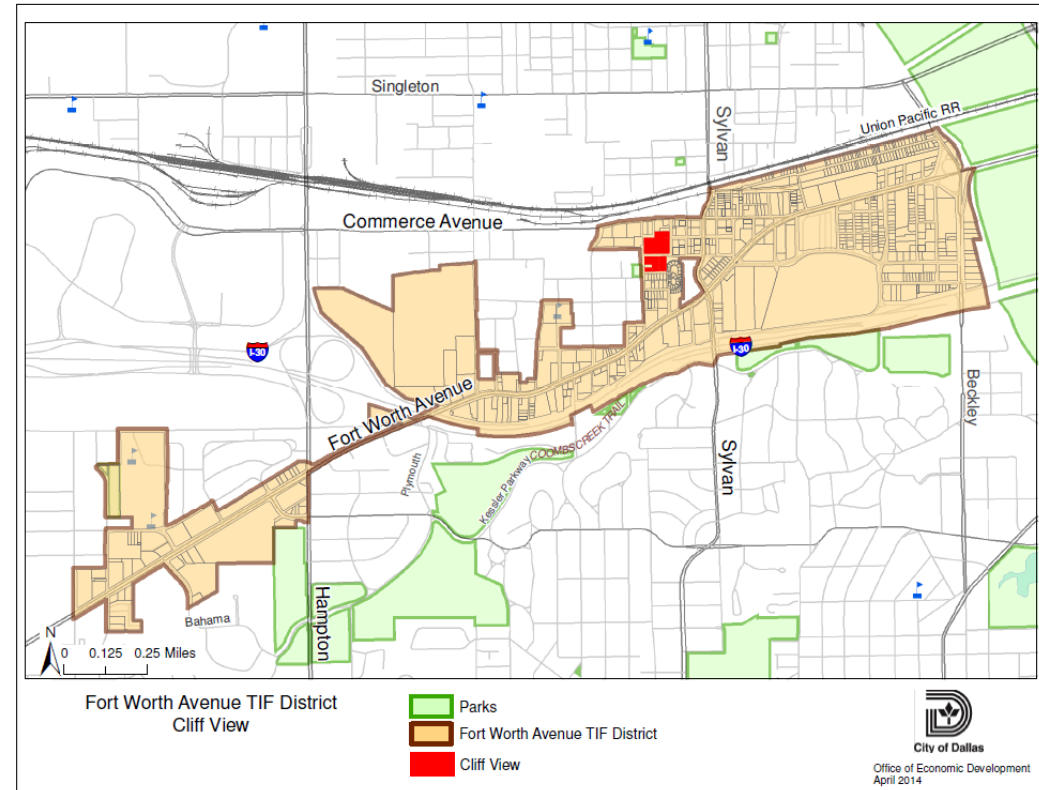 Singleton
Sylvan
Union Pacific RR
Commerce Avenue
I-30
I-30
Fort Worth Avenue
Beckley
COOMBS CREEK TRAIL
Plymouth
Kessler Parkway
Sylvan
Hampton
Bahama
N
0 0.125 0.25 Miles
Fort Worth Avenue TIF District
Cliff View
Parks
Fort Worth Avenue TIF District
Cliff View
City of Dallas
Office of Economic Development
April 2014